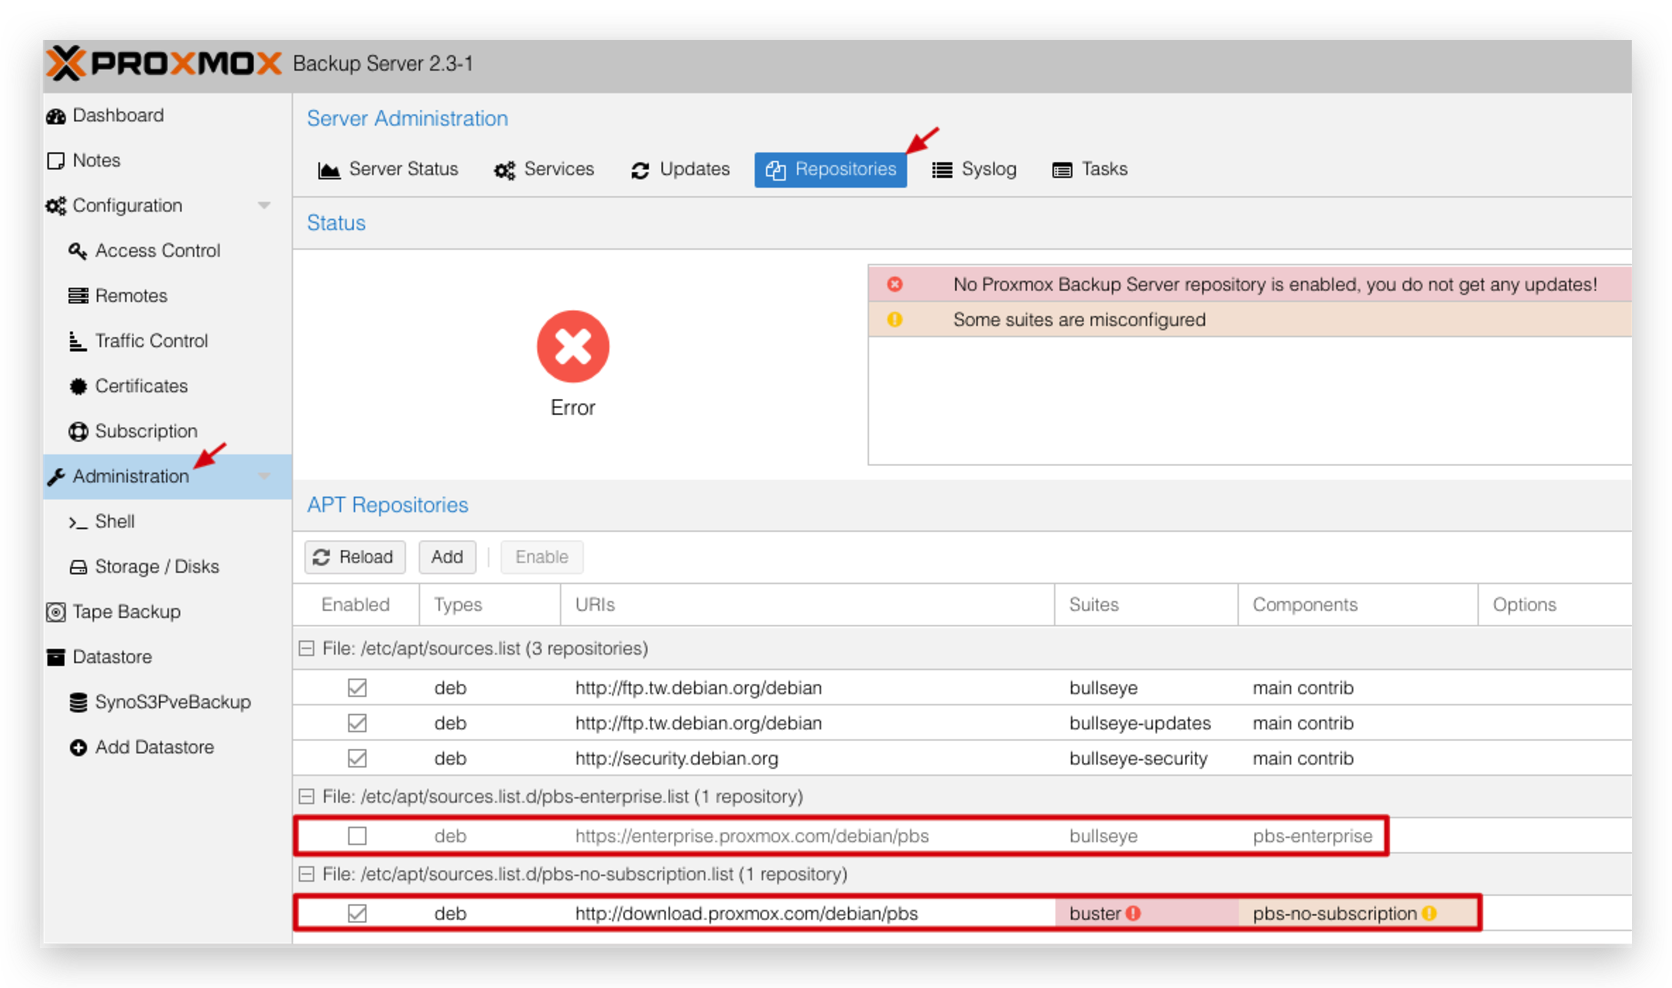 PROXMOX Backup Server 2.3-1
Dashboard
Notes
Configuration
Access Control
Remotes
Traffic Control
Certificates
Subscription
Administration
Shell
Storage / Disks
Tape Backup
Datastore
SynoS3PveBackup
Add Datastore
Server Administration
Server Status Services Updates Repositories Syslog Tasks
Status
Error
No Proxmox Backup Server repository is enabled, you do not get any updates!
Some suites are misconfigured
APT Repositories
Reload Add Enable
Enabled Types URIs Suites Components Options
File: /etc/apt/sources.list (3 repositories)
deb http://ftp.tw.debian.org/debian bullseye main contrib
deb http://ftp.tw.debian.org/debian bullseye-updates main contrib
deb http://security.debian.org bullseye-security main contrib
File: /etc/apt/sources.list.d/pbs-enterprise.list (1 repository)
deb https://enterprise.proxmox.com/debian/pbs bullseye pbs-enterprise
File: /etc/apt/sources.list.d/pbs-no-subscription.list (1 repository)
deb http://download.proxmox.com/debian/pbs buster pbs-no-subscription